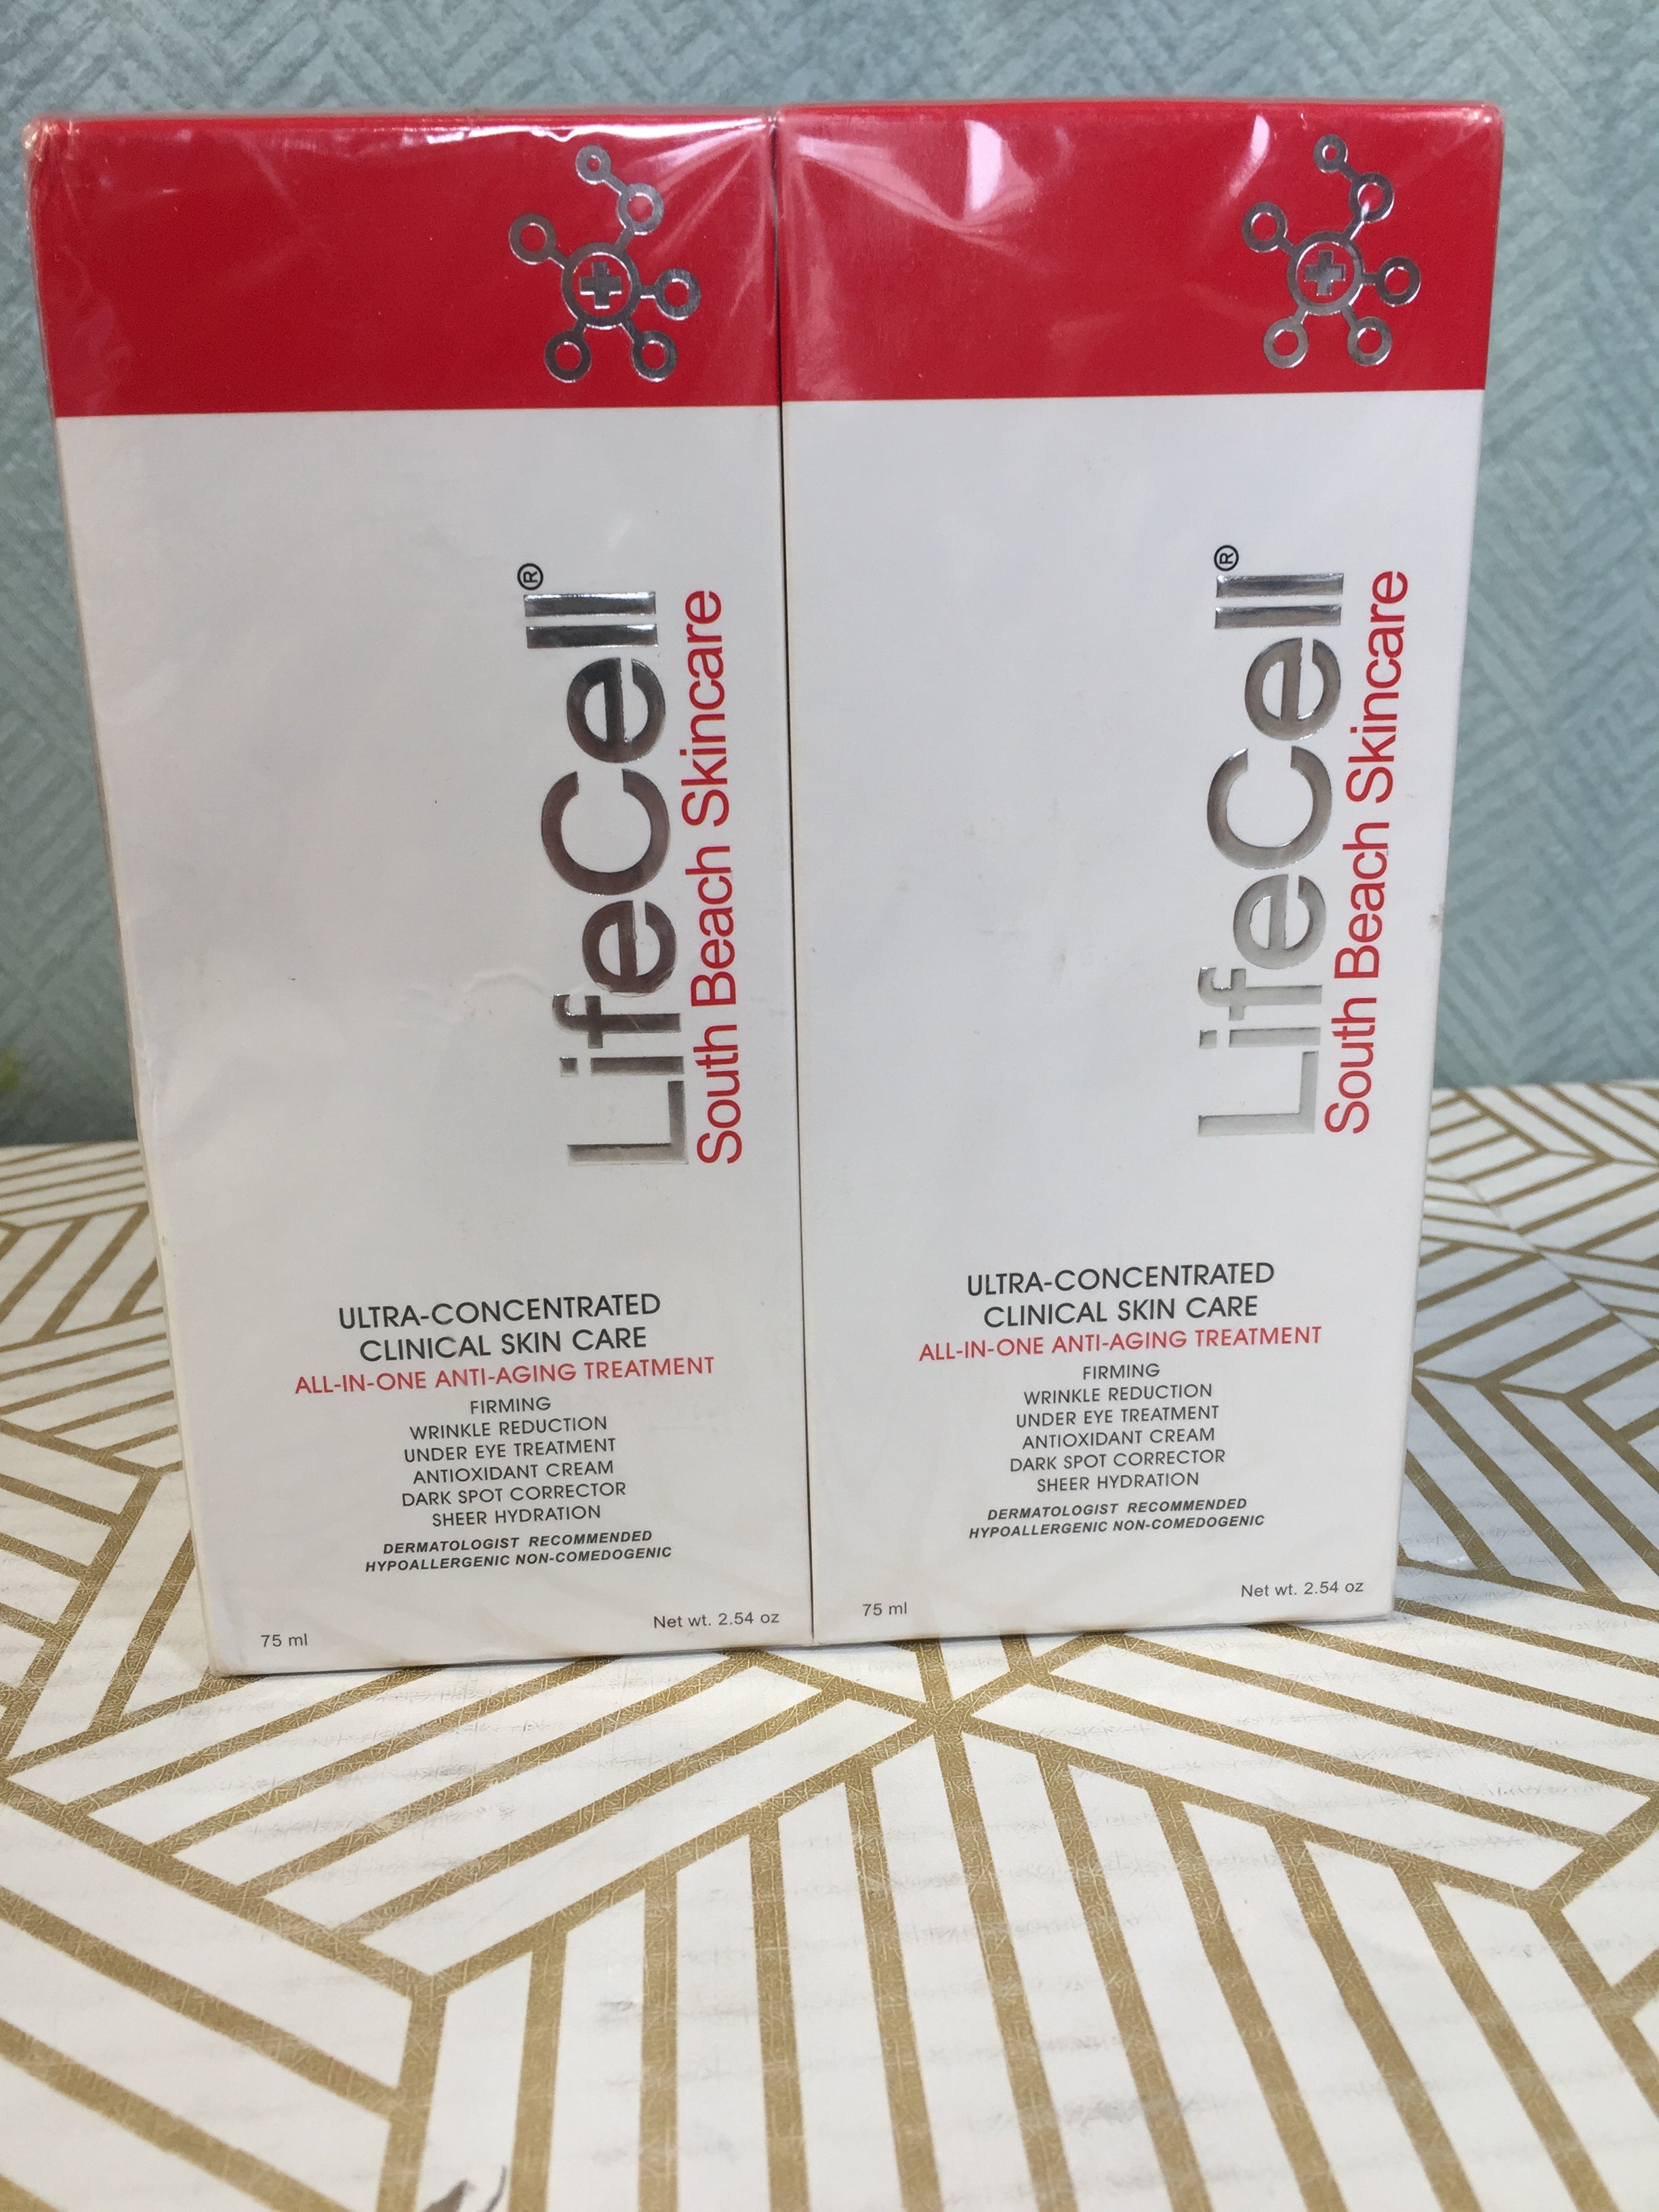 LifeCell®
South Beach Skincare
ULTRA-CONCENTRATED
CLINICAL SKIN CARE
ALL-IN-ONE ANTI-AGING TREATMENT
FIRMING
WRINKLE REDUCTION
UNDER EYE TREATMENT
ANTIOXIDANT CREAM
DARK SPOT CORRECTOR
SHEER HYDRATION
DERMATOLOGIST RECOMMENDED
HYPOALLERGENIC NON-COMEDOGENIC
75 ml
Net wt. 2.54 oz
LifeCell®
South Beach Skincare
ULTRA-CONCENTRATED
CLINICAL SKIN CARE
ALL-IN-ONE ANTI-AGING TREATMENT
FIRMING
WRINKLE REDUCTION
UNDER EYE TREATMENT
ANTIOXIDANT CREAM
DARK SPOT CORRECTOR
SHEER HYDRATION
DERMATOLOGIST RECOMMENDED
HYPOALLERGENIC NON-COMEDOGENIC
75 ml
Net wt. 2.54 oz